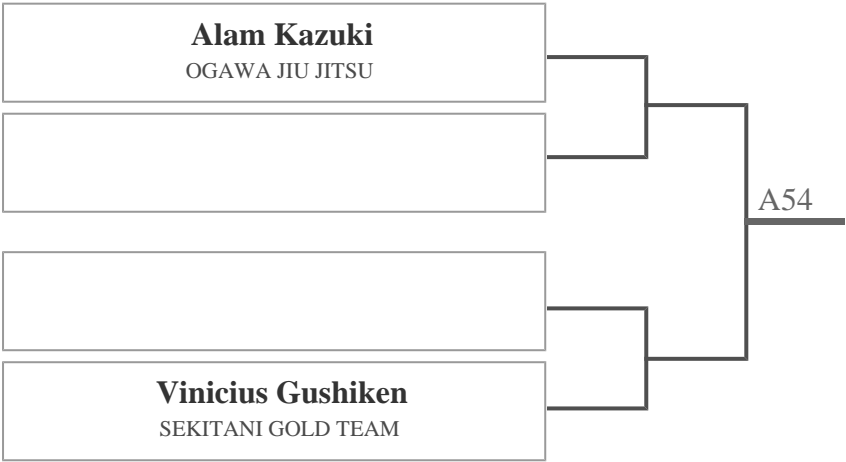 Alam Kazuki
OGAWA JIU JITSU
A54
Vinicius Gushiken
SEKITANI GOLD TEAM